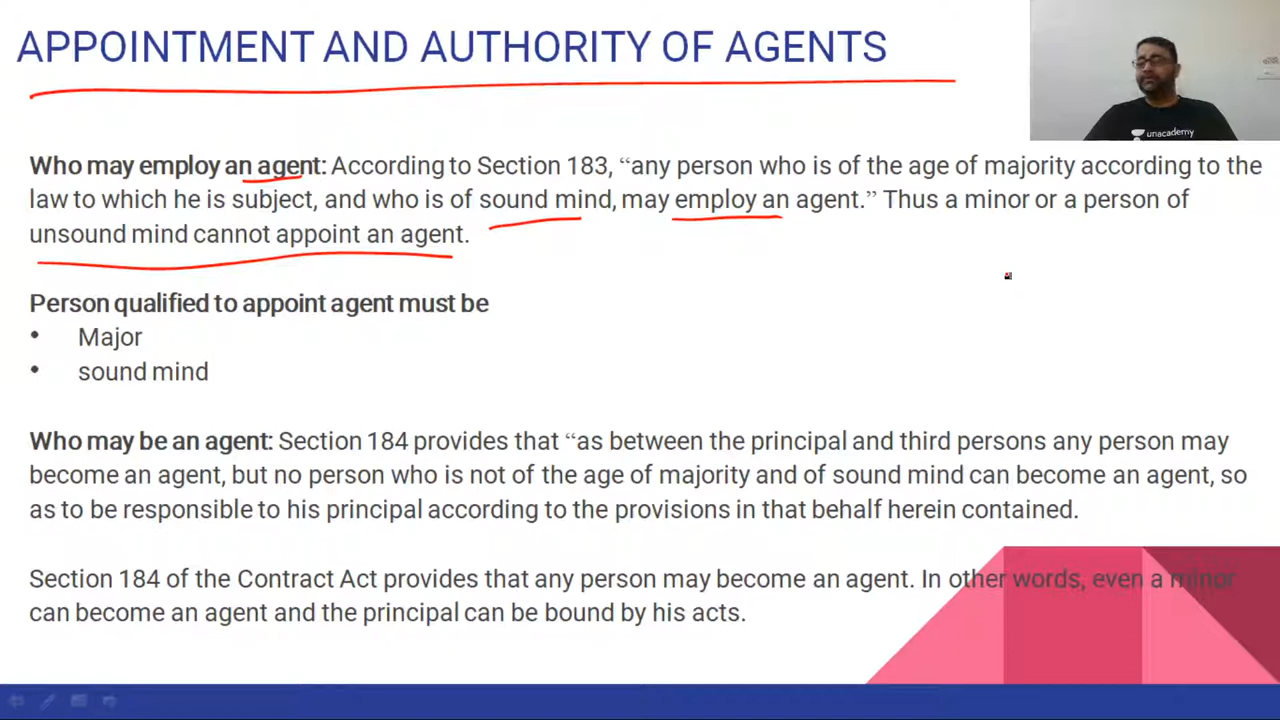 APPOINTMENT AND AUTHORITY OF AGENTS
unacademy
Who may employ an agent: According to Section 183, “any person who is of the age of majority according to the
law to which he is subject, and who is of sound mind, may employ an agent.” Thus a minor or a person of
unsound mind cannot appoint an agent.
Person qualified to appoint agent must be
• Major
• sound mind
Who may be an agent: Section 184 provides that “as between the principal and third persons any person may
become an agent, but no person who is not of the age of majority and of sound mind can become an agent, so
as to be responsible to his principal according to the provisions in that behalf herein contained.
Section 184 of the Contract Act provides that any person may become an agent. In other words, even a minor
can become an agent and the principal can be bound by his acts.